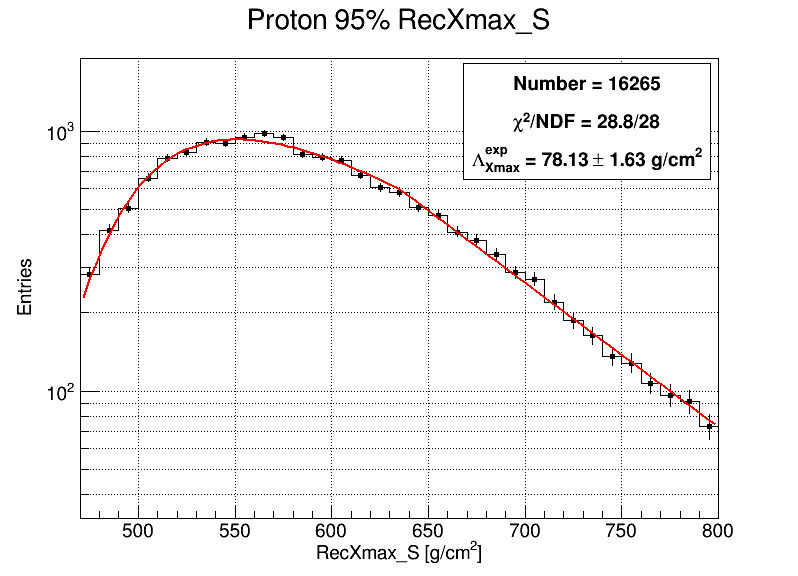 Proton 95% RecXmax_S
Number = 16265
χ²/NDF = 28.8/28
Λ^exp_Xmax = 78.13 ± 1.63 g/cm²
Entries
10³
10²
500 550 600 650 700 750 800
RecXmax_S [g/cm²]